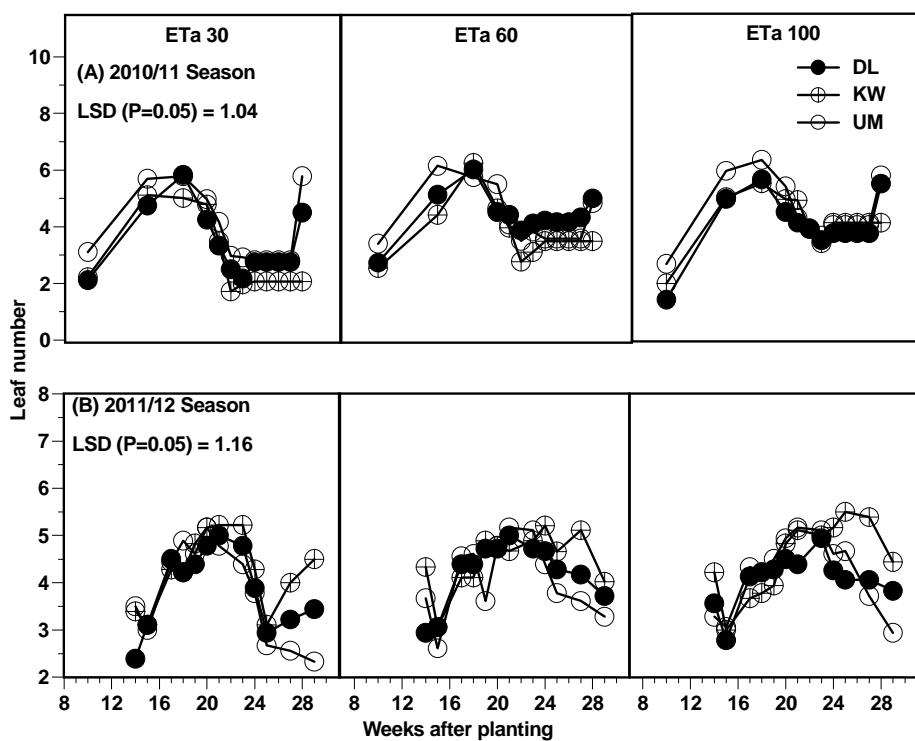 ETa 30
ETa 60
ETa 100
10
(A) 2010/11 Season
DL
LSD (P=0.05) = 1.04
KW
UM
8
6
4
2
0
Leaf number
8
(B) 2011/12 Season
7
LSD (P=0.05) = 1.16
6
5
4
3
2
8 12 16 20 24 28 8 12 16 20 24 28 8 12 16 20 24 28
Weeks after planting